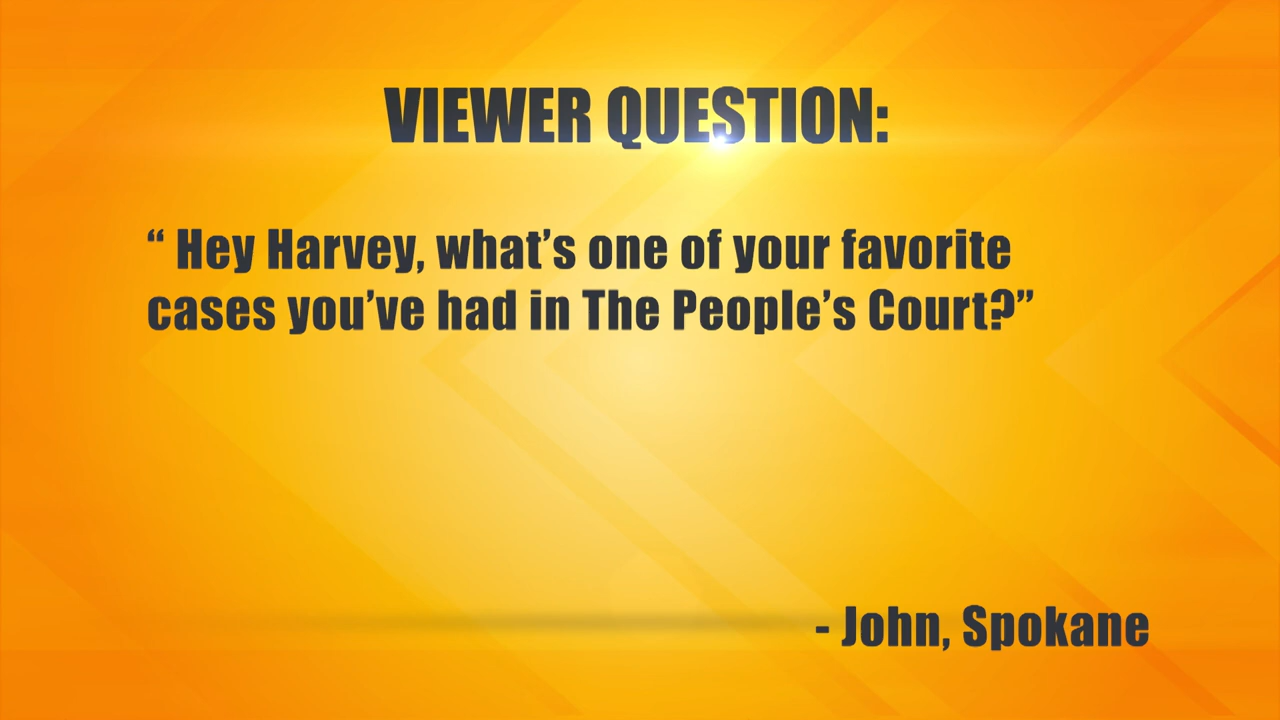 VIEWER QUESTION:
“ Hey Harvey, what’s one of your favorite
cases you’ve had in The People’s Court?”
- John, Spokane